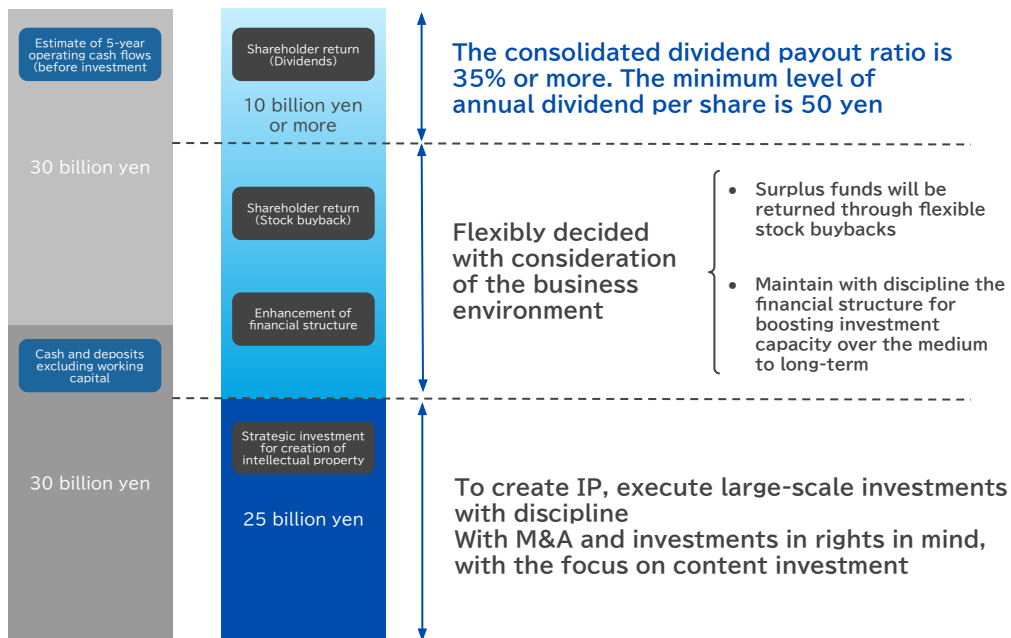 Estimate of 5-year
operating cash flows
(before investment
30 billion yen
Cash and deposits
excluding working
capital
30 billion yen
Shareholder return
(Dividends)
10 billion yen
or more
Shareholder return
(Stock buyback)
Enhancement of
financial structure
Strategic investment
for creation of
intellectual property
25 billion yen
The consolidated dividend payout ratio is
35% or more. The minimum level of
annual dividend per share is 50 yen
Flexibly decided
with consideration
of the business
environment
• Surplus funds will be
returned through flexible
stock buybacks
• Maintain with discipline the
financial structure for
boosting investment
capacity over the medium
to long-term
To create IP, execute large-scale investments
with discipline
With M&A and investments in rights in mind,
with the focus on content investment